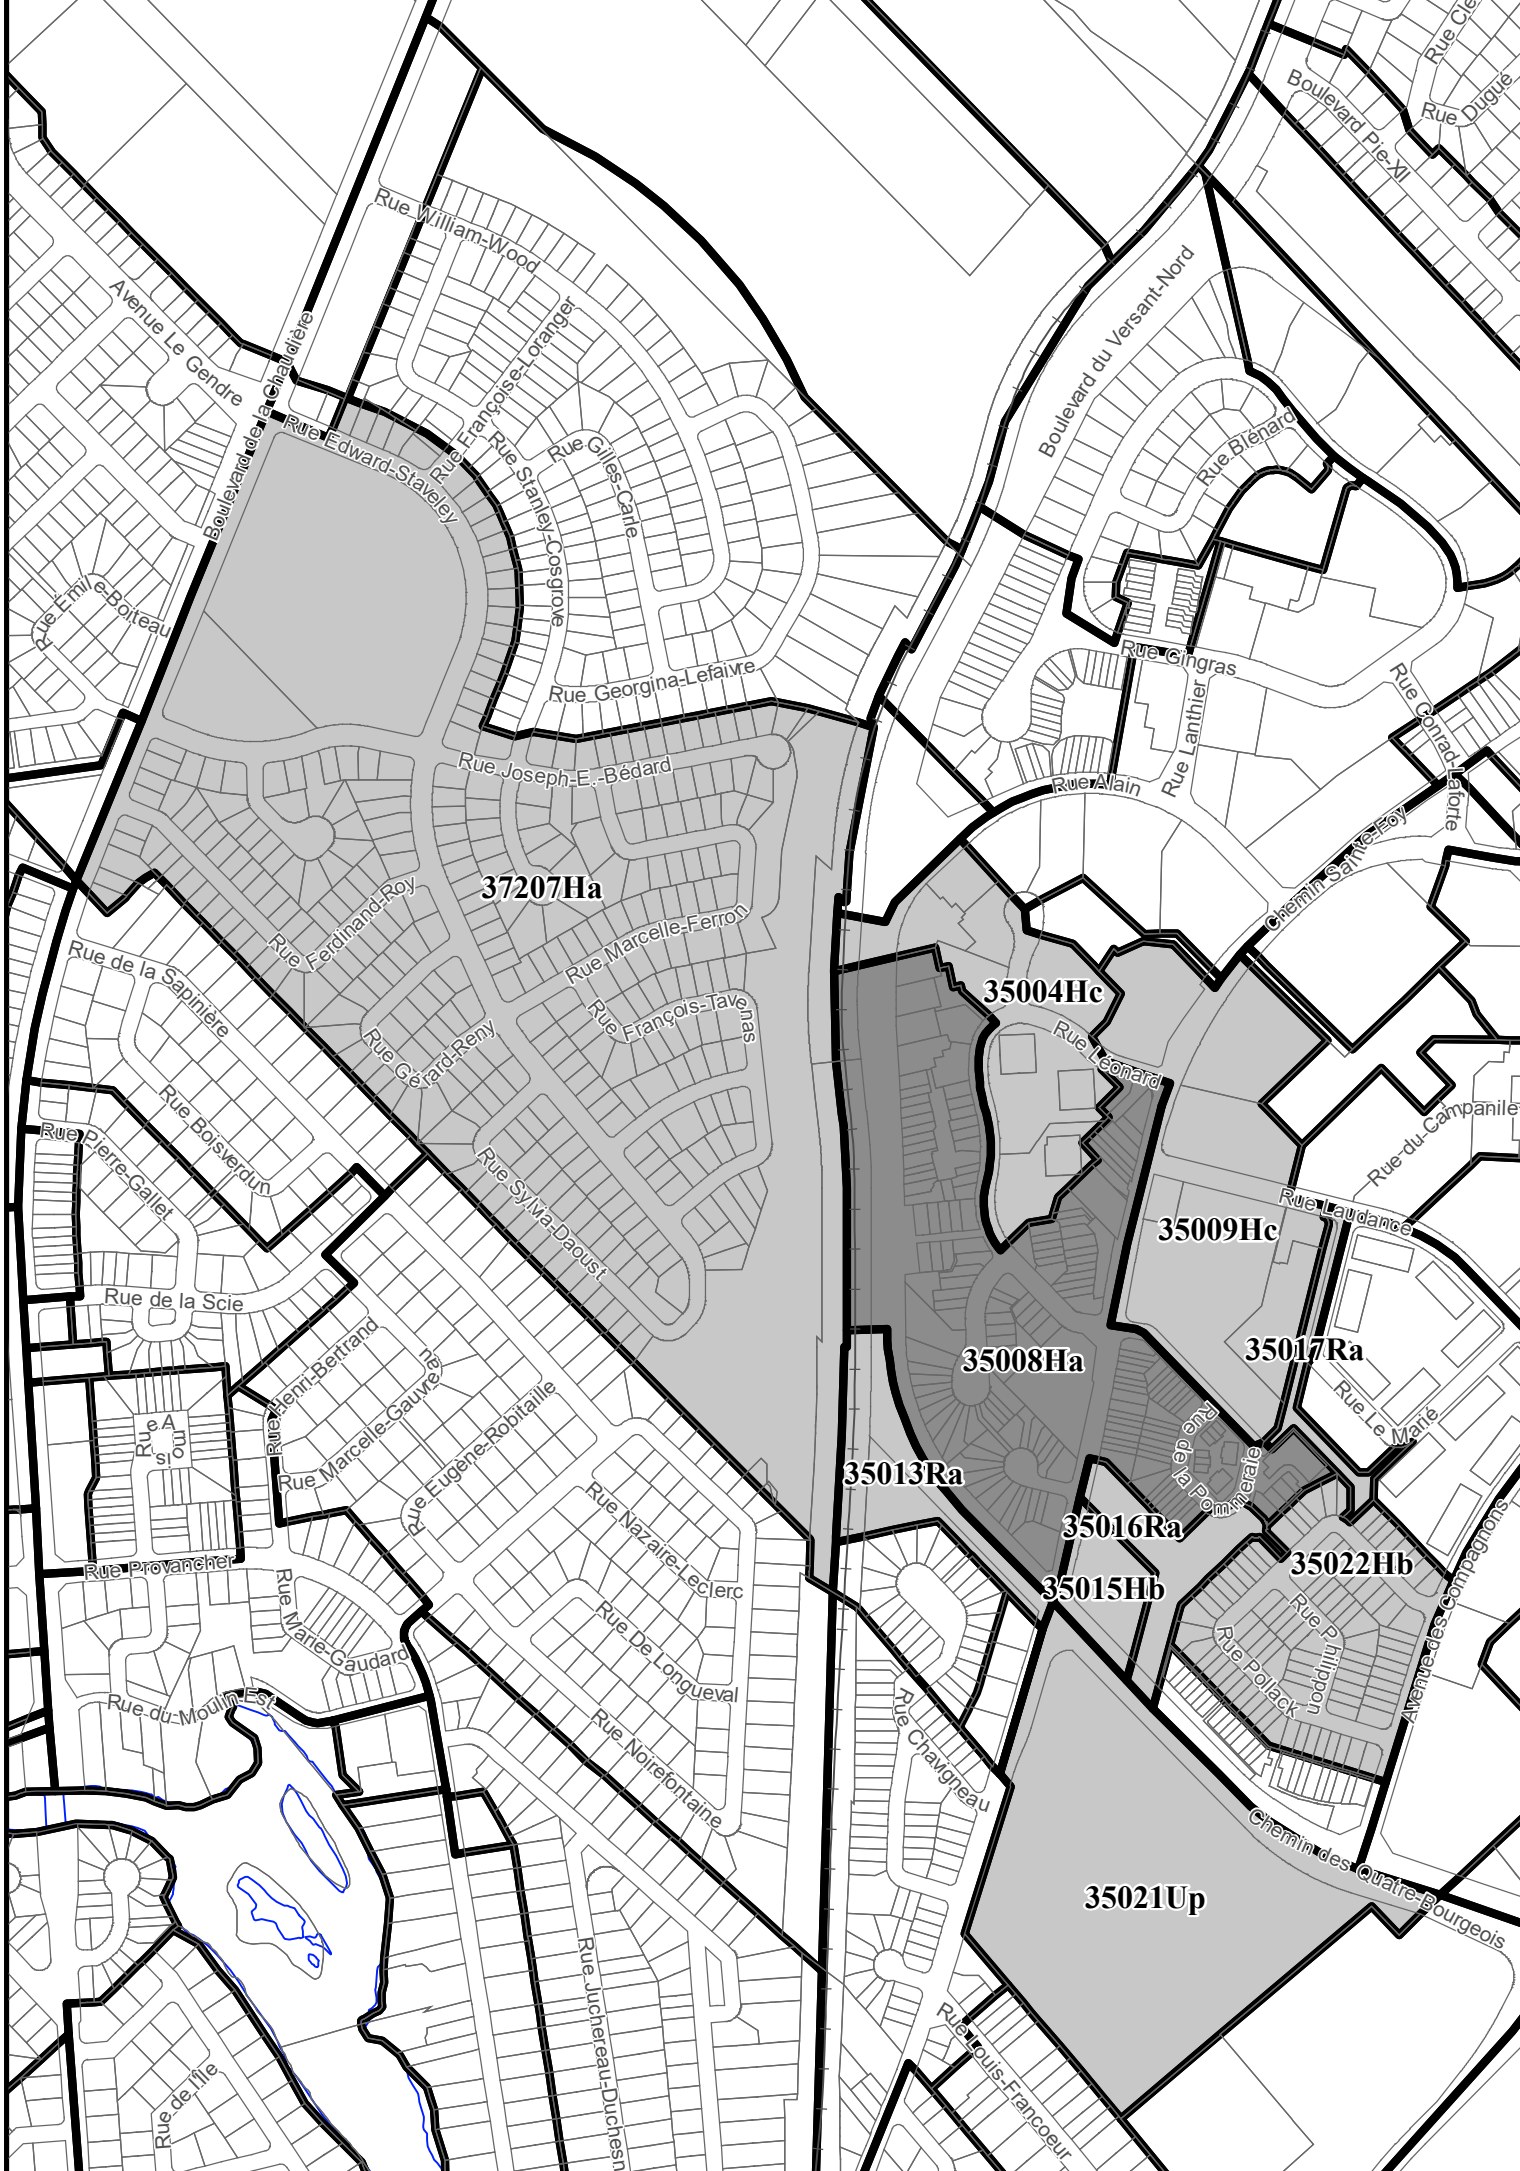 Rue Dugué
Boulevard Pie-XI
Rue William-Wood
Avenue Le Gendre
Boulevard de la Chaudière
Rue Françoise-Loranger
Boulevard du Versant-Nord
Rue Edward-Staveley
Rue Stanley-Cosgrove
Rue Gilles-Carle
Rue Blénard
Rue Émile-Boiteau
Rue Georgina-Lefaivre
Rue Gingras
Rue Lanthier
Rue Conrad-Laforte
Rue Joseph-E.-Bédard
Rue Alain
Chemin Sainte-Foy
37207Ha
Rue Ferdinand-Roy
Rue Marcelle-Ferron
Rue de la Sapinière
Rue François-Tavenas
Rue Gérard-Reny
35004Hc
Rue Léonard
Rue Boisverdun
Rue Pierre-Gallet
Rue du Campanile
Rue Sylvia-Daoust
Rue Laudance
35009Hc
Rue de la Scie
35017Ra
35008Ha
Rue Henri-Bertrand
Rue Marcelle-Gauvreau
Rue Eugène-Robitaille
Rue Le Marié
Rue Amos
Rue de la Pommeraie
35013Ra
Rue Nazaire-Leclerc
35016Ra
35022Hb
35015Hb
Rue Provancher
Rue Marie-Gaudard
Rue De Longueval
Rue Philippon
Rue Pollack
Avenue des Compagnons
Rue du Moulin Est
Rue Noirefontaine
Rue Chavigneau
Chemin des Quatre-Bourgeois
35021Up
Rue Juchereau-Duchesn
Rue Louis-Francoeur
Rue de l'Île